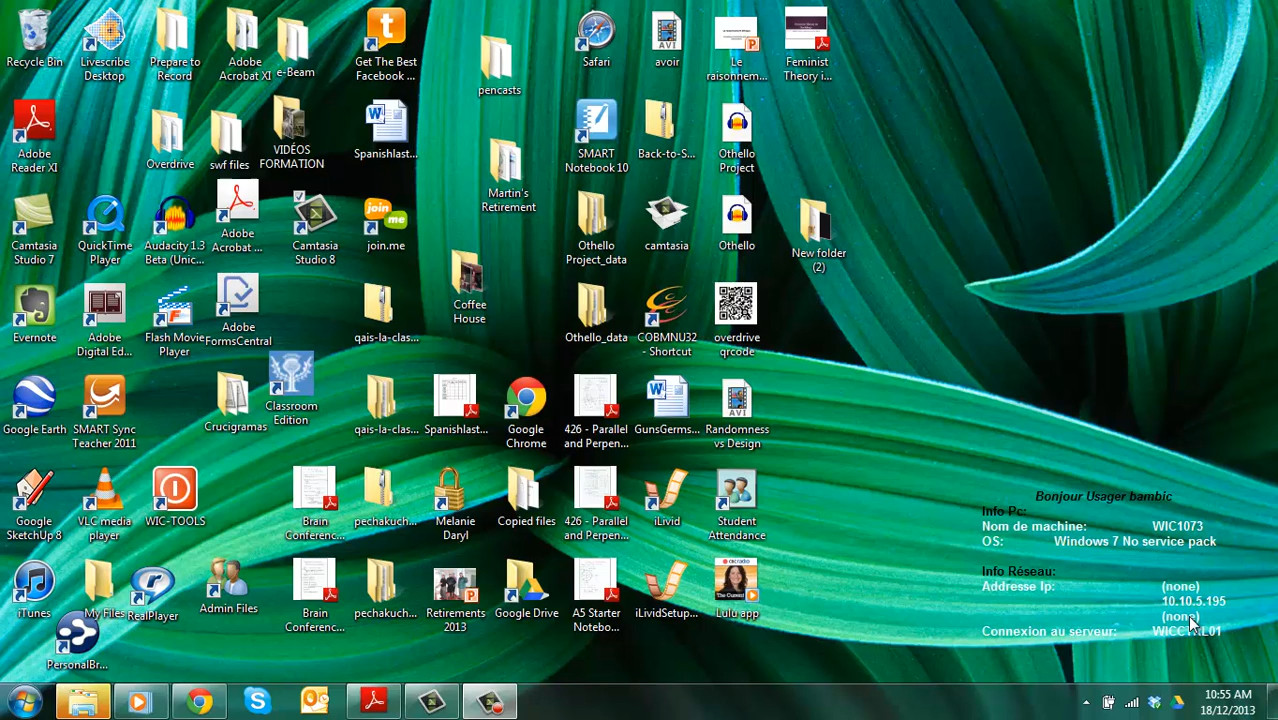 Recycle Bin
Livescribe
Desktop
Prepare to
Record
Adobe
Acrobat XI
e-Beam
Get The Best
Facebook ...
pencasts
Safari
avoir
Le
raisonnem...
Feminist
Theory i...
Adobe
Reader XI
Overdrive
swf files
VIDÉOS
FORMATION
Spanishlast...
Martin's
Retirement
SMART
Notebook 10
Back-to-S...
Othello
Project
Camtasia
Studio 7
QuickTime
Player
Audacity 1.3
Beta (Unic...
Adobe
Acrobat ...
Camtasia
Studio 8
join.me
Othello
Project_data
camtasia
Othello
New folder
(2)
Evernote
Adobe
Digital Ed...
Flash Movie
Player
Adobe
FormsCentral
qais-la-clas...
Coffee
House
Othello_data
COBMNU32
- Shortcut
overdrive
qrcode
Google Earth
SMART Sync
Teacher 2011
Crucigramas
Classroom
Edition
qais-la-clas...
Spanishlast...
Google
Chrome
426 - Parallel
and Perpen...
GunsGerms...
Randomness
vs Design
Google
SketchUp 8
VLC media
player
WIC-TOOLS
Brain
Conferenc...
pechakuch...
Melanie
Daryl
Copied files
426 - Parallel
and Perpen...
iLivid
Student
Attendance
iTunes
My Files
RealPlayer
Admin Files
Brain
Conferenc...
pechakuch...
Retirements
2013
Google Drive
A5 Starter
Notebo...
iLividSetup...
Lulu app
PersonalBr...
Bonjour Usager bambic
Info Pc:
Nom de machine: WIC1073
OS: Windows 7 No service pack
Info Réseau:
Addresse Ip: (none)
10.10.5.195
(none)
Connexion au serveur:
10:55 AM
18/12/2013